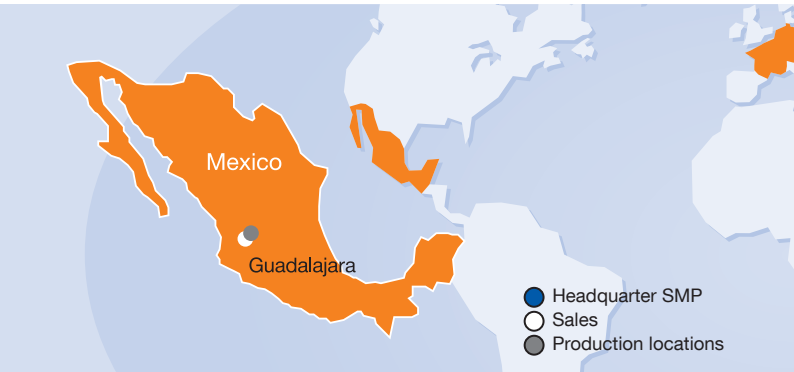 Mexico
Guadalajara
Headquarter SMP
Sales
Production locations